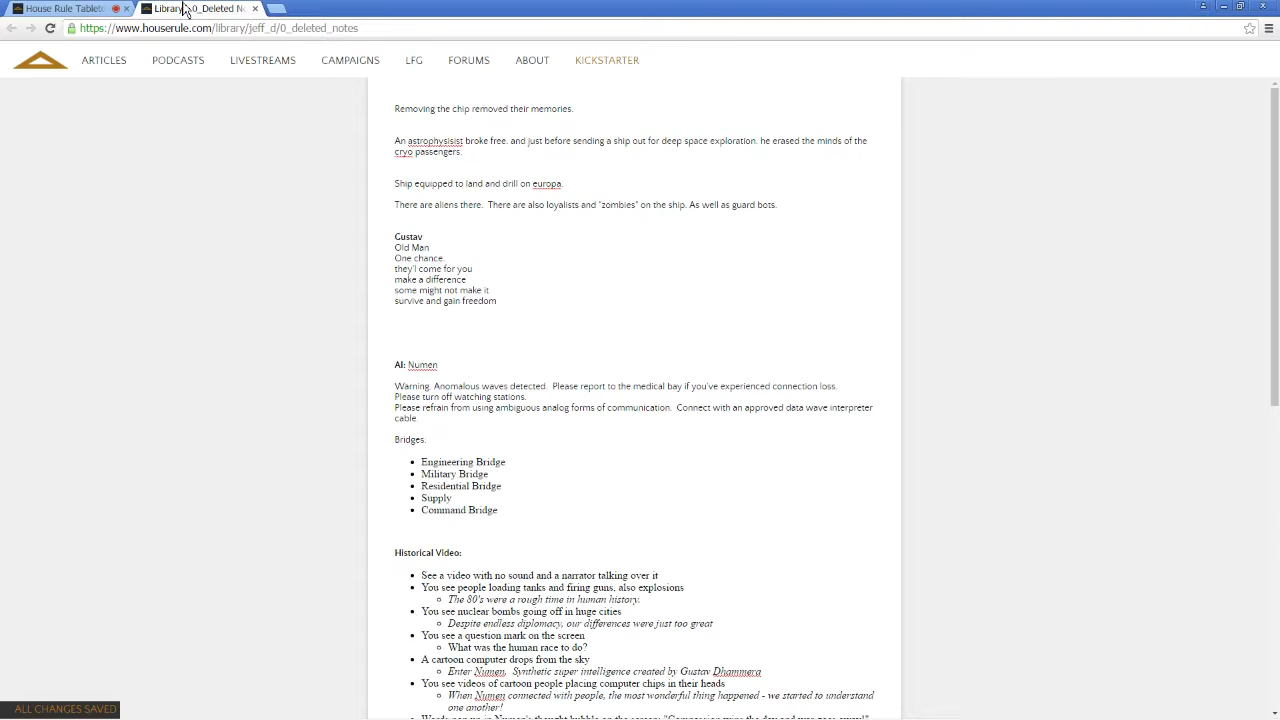 House Rule Tableto
Library 0_Deleted No
https://www.houserule.com/library/jeff_d/0_deleted_notes
ARTICLES PODCASTS LIVESTREAMS CAMPAIGNS LFG FORUMS ABOUT KICKSTARTER
Removing the chip removed their memories.
An astrophysisist broke free. and just before sending a ship out for deep space exploration. he erased the minds of the
cryo passengers.
Ship equipped to land and drill on europa.
There are aliens there. There are also loyalists and "zombies" on the ship. As well as guard bots.
Gustav
Old Man
One chance.
they'l come for you
make a difference
some might not make it
survive and gain freedom
AI: Numen
Warning. Anomalous waves detected. Please report to the medical bay if you've experienced connection loss.
Please turn off watching stations.
Please refrain from using ambiguous analog forms of communication. Connect with an approved data wave interpreter
cable.
Bridges:
Engineering Bridge
Military Bridge
Residential Bridge
Supply
Command Bridge
Historical Video:
See a video with no sound and a narrator talking over it
You see people loading tanks and firing guns, also explosions
The 80's were a rough time in human history.
You see nuclear bombs going off in huge cities
Despite endless diplomacy, our differences were just too great
You see a question mark on the screen
What was the human race to do?
A cartoon computer drops from the sky
Enter Numen. Synthetic super intelligence created by Gustav Dhammera
You see videos of cartoon people placing computer chips in their heads
When Numen connected with people, the most wonderful thing happened - we started to understand
one another!
ALL CHANGES SAVED